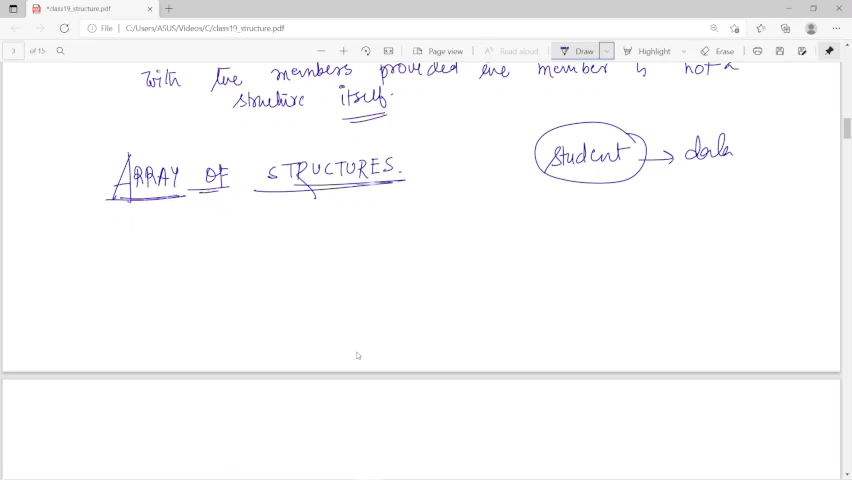 *class19_structure.pdf
File C:/Users/ASUS/Videos/C/class19_structure.pdf
7 of 15 Page view Read aloud Draw Highlight Erase
with the members provided the member is not a
structure itself.
student → data
ARRAY OF STRUCTURES.